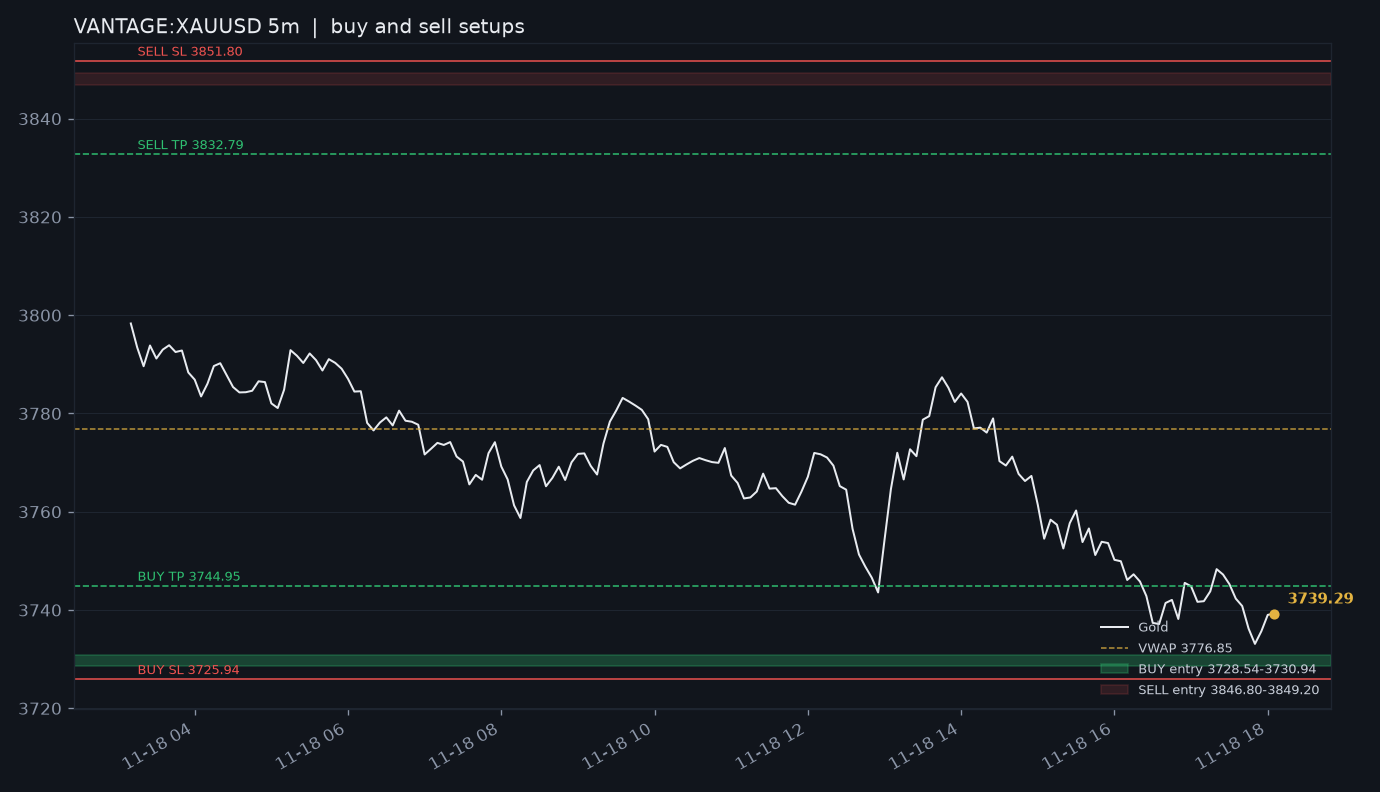 VANTAGE:XAUUSD 5m | buy and sell setups
SELL SL 3851.80
3840
SELL TP 3832.79
3820
3800
3780
3760
BUY TP 3744.95
3740
3739.29
Gold
VWAP 3776.85
BUY SL 3725.94
BUY entry 3728.54-3730.94
SELL entry 3846.80-3849.20
3720
11-18 04
11-18 06
11-18 08
11-18 10
11-18 12
11-18 14
11-18 16
11-18 18